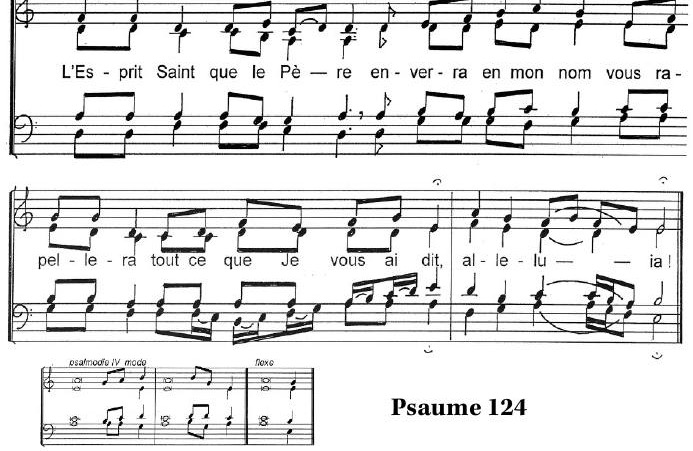 L'Es - prit Saint que le Pè — re en - ver - ra en mon nom vous ra -
pel - le - ra tout ce que Je vous ai dit, al - le - lu — — ia !
psalmodie IV mode flexe
Psaume 124